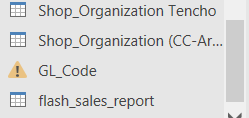 Shop_Organization Tencho
Shop_Organization (CC-Ar...
GL_Code
flash_sales_report